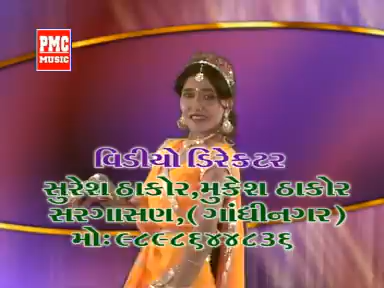 PMC
MUSIC
વિડીયો ડિરેક્ટર
સુરેશ ઠાકોર,મુકેશ ઠાકોર
સરગાસણ,(ગાંધીનગર)
મોઃ૯૮૯૮૬૪૪૮૩૬